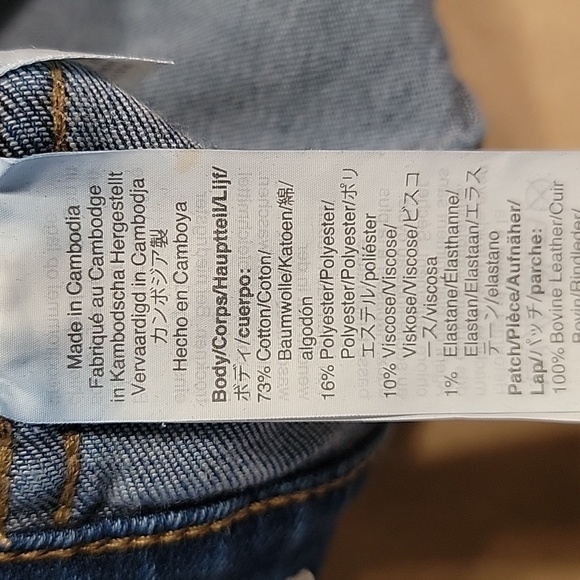 Made in Cambodia
Fabriqué au Cambodge
in Kambodscha Hergestellt
Vervaardigd in Cambodja
カンボジア製
Hecho en Camboya
Body/Corps/Hauptteil/Lijf/
ボディ/cuerpo:
73% Cotton/Coton/
Baumwolle/Katoen/綿/
algodón
16% Polyester/Polyester/
Polyester/Polyester/ポリ
エステル/poliéster
10% Viscose/Viscose/
Viskose/Viscose/ビスコ
ース/viscosa
1% Elastane/Élasthanne/
Elastan/Elastaan/エラス
テーン/elastano
Patch/Pièce/Aufnäher/
Lap/パッチ/parche:
100% Bovine Leather/Cuir